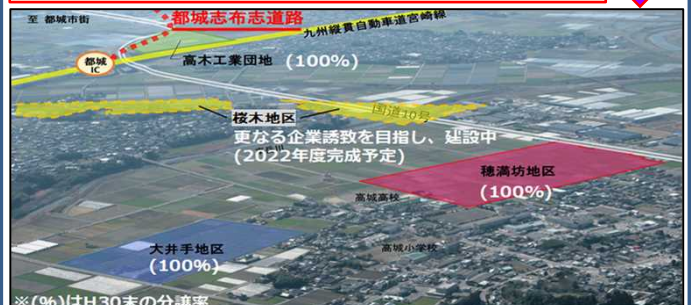 至 都城市街
都城志布志道路
九州縦貫自動車道宮崎線
都城
IC
高木工業団地 (100%)
桜木地区
国道10号
更なる企業誘致を目指し、建設中
(2022年度完成予定)
穂満坊地区
(100%)
高城高校
大井手地区
(100%)
高城小学校
※(%)はH30末の分譲率